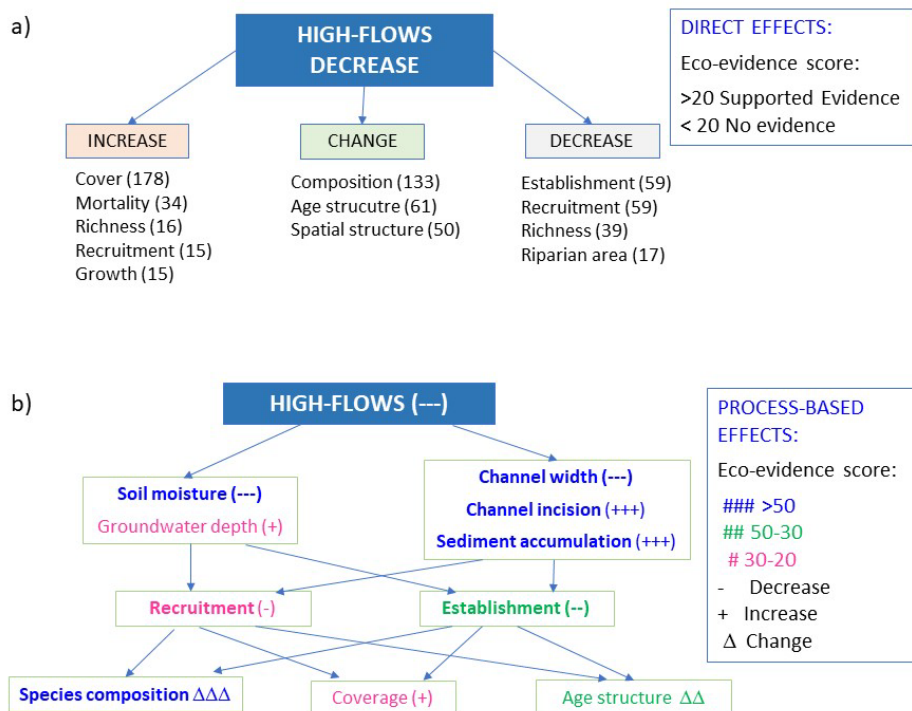 a)
HIGH-FLOWS
DECREASE
DIRECT EFFECTS:
Eco-evidence score:
>20 Supported Evidence
< 20 No evidence
INCREASE
Cover (178)
Mortality (34)
Richness (16)
Recruitment (15)
Growth (15)
CHANGE
Composition (133)
Age strucutre (61)
Spatial structure (50)
DECREASE
Establishment (59)
Recruitment (59)
Richness (39)
Riparian area (17)
b)
HIGH-FLOWS (---)
PROCESS-BASED
EFFECTS:
Eco-evidence score:
### >50
## 50-30
# 30-20
- Decrease
+ Increase
Δ Change
Soil moisture (---)
Groundwater depth (+)
Channel width (---)
Channel incision (+++)
Sediment accumulation (+++)
Recruitment (-)
Establishment (--)
Species composition ΔΔΔ
Coverage (+)
Age structure ΔΔ